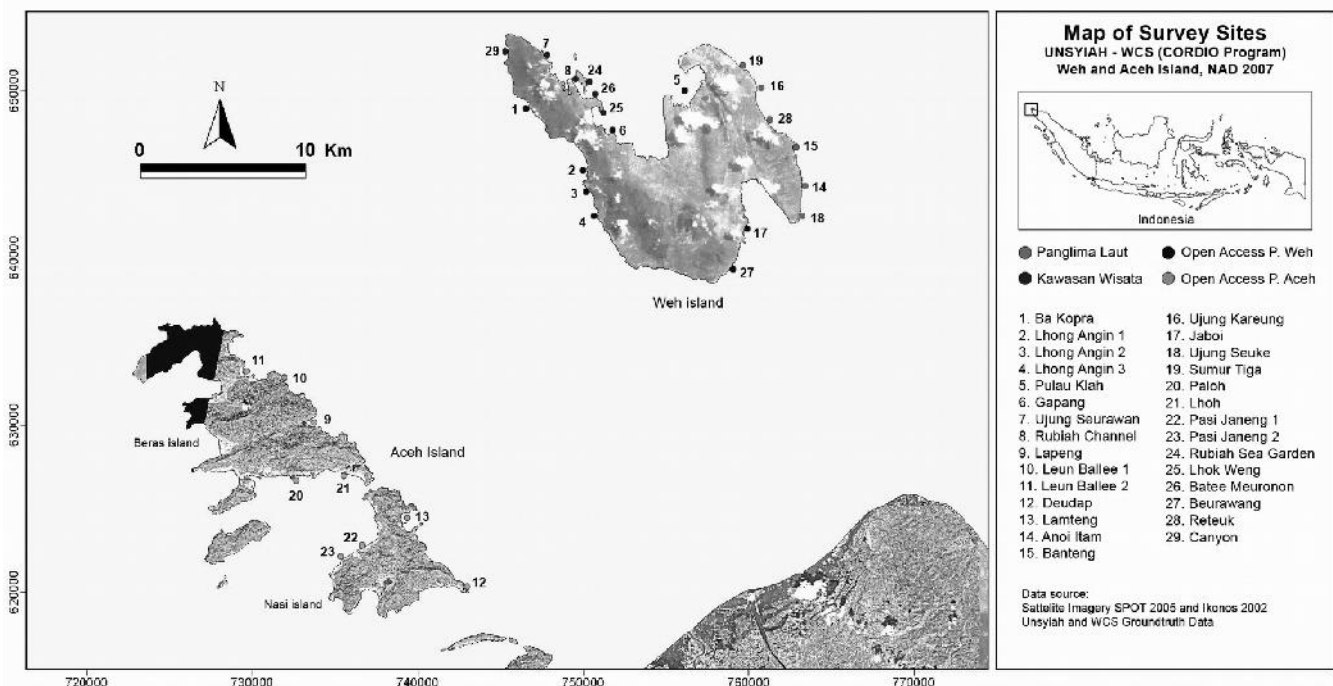 Map of Survey Sites
UNSYIAH - WCS (CORDIO Program)
Weh and Aceh Island, NAD 2007
Indonesia
Panglima Laut
Open Access P. Weh
Kawasan Wisata
Open Access P. Aceh
1. Ba Kopra
2. Lhong Angin 1
3. Lhong Angin 2
4. Lhong Angin 3
5. Pulau Klah
6. Gapang
7. Ujung Seurawan
8. Rubiah Channel
9. Lapeng
10. Leun Ballee 1
11. Leun Ballee 2
12. Deudap
13. Lamteng
14. Anoi Itam
15. Banteng
16. Ujung Kareung
17. Jaboi
18. Ujung Seuke
19. Sumur Tiga
20. Paloh
21. Lhoh
22. Pasi Janeng 1
23. Pasi Janeng 2
24. Rubiah Sea Garden
25. Lhok Weng
26. Batee Meuronon
27. Beurawang
28. Reteuk
29. Canyon
Data source:
Sattelite Imagery SPOT 2005 and Ikonos 2002
Unsyiah and WCS Groundtruth Data
N
0 10 Km
650000
640000
630000
620000
720000 730000 740000 750000 760000 770000
29
7
8
24
26
25
1
6
2
3
4
5
19
16
28
15
14
18
17
27
Weh island
11
10
9
Beras island
Aceh Island
20
21
13
22
23
12
Nasi island